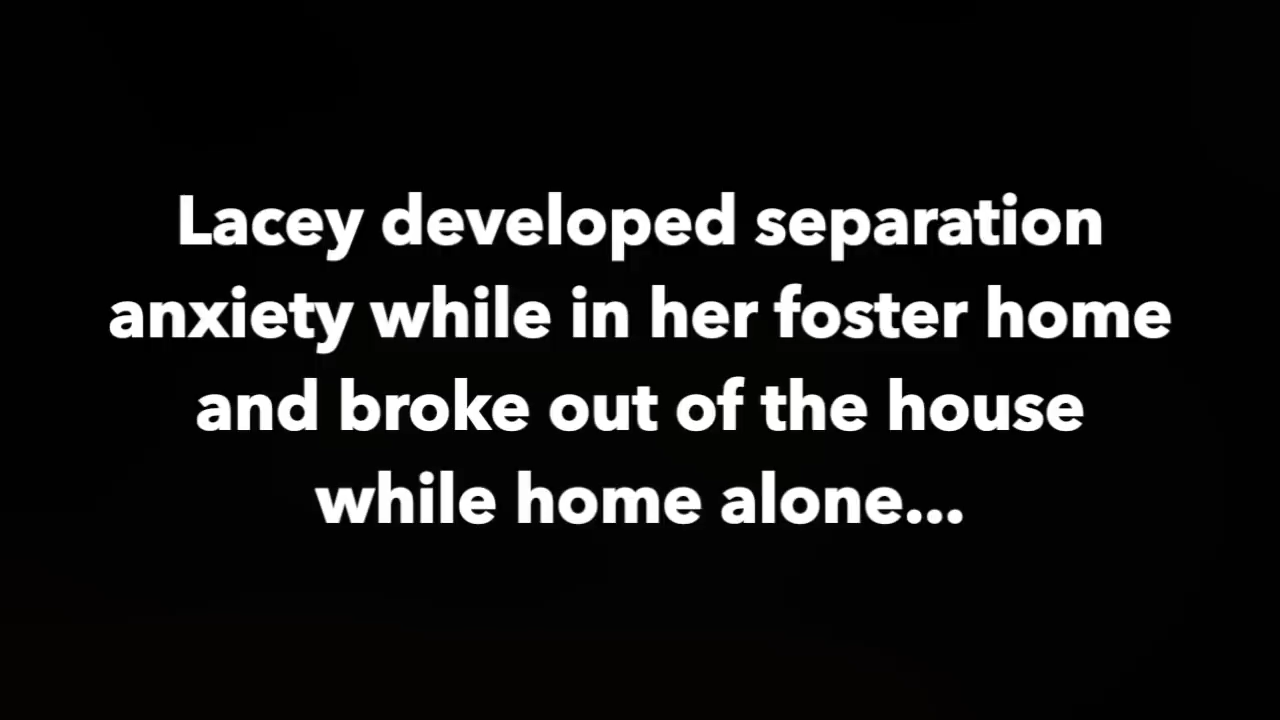 Lacey developed separation
anxiety while in her foster home
and broke out of the house
while home alone...